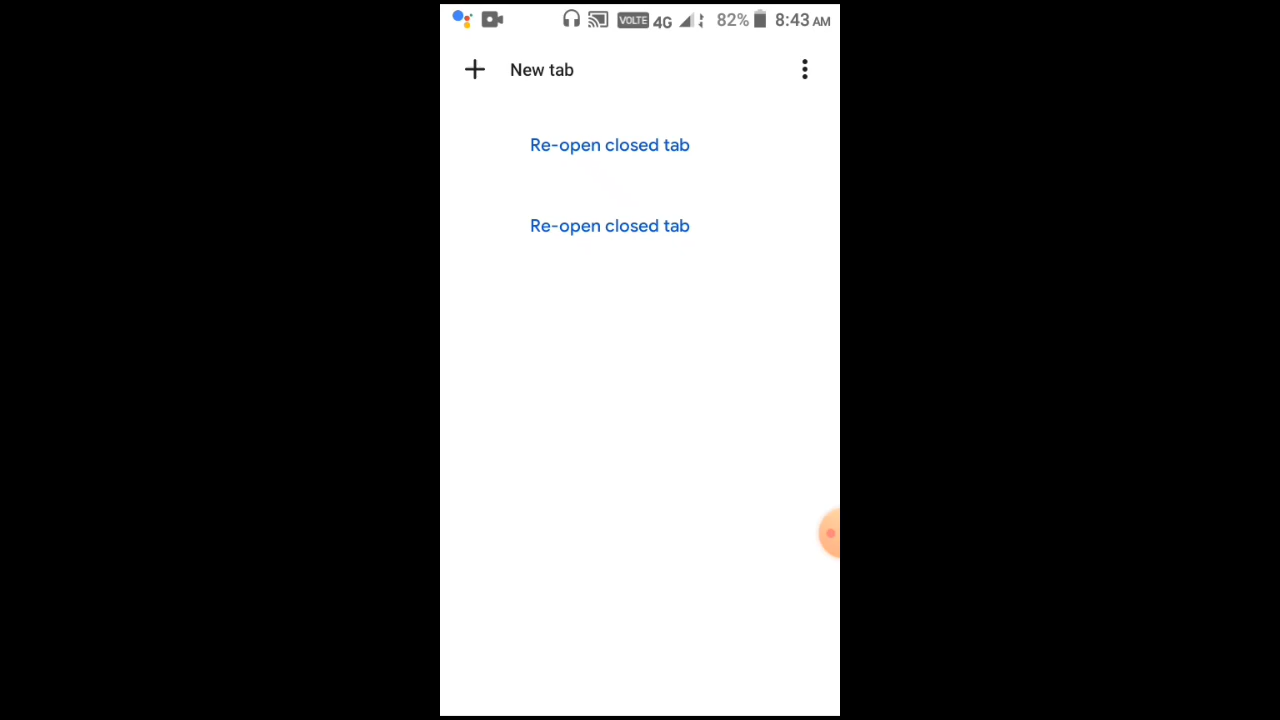 VOLTE 4G 82% 8:43 AM
New tab
Re-open closed tab
Re-open closed tab